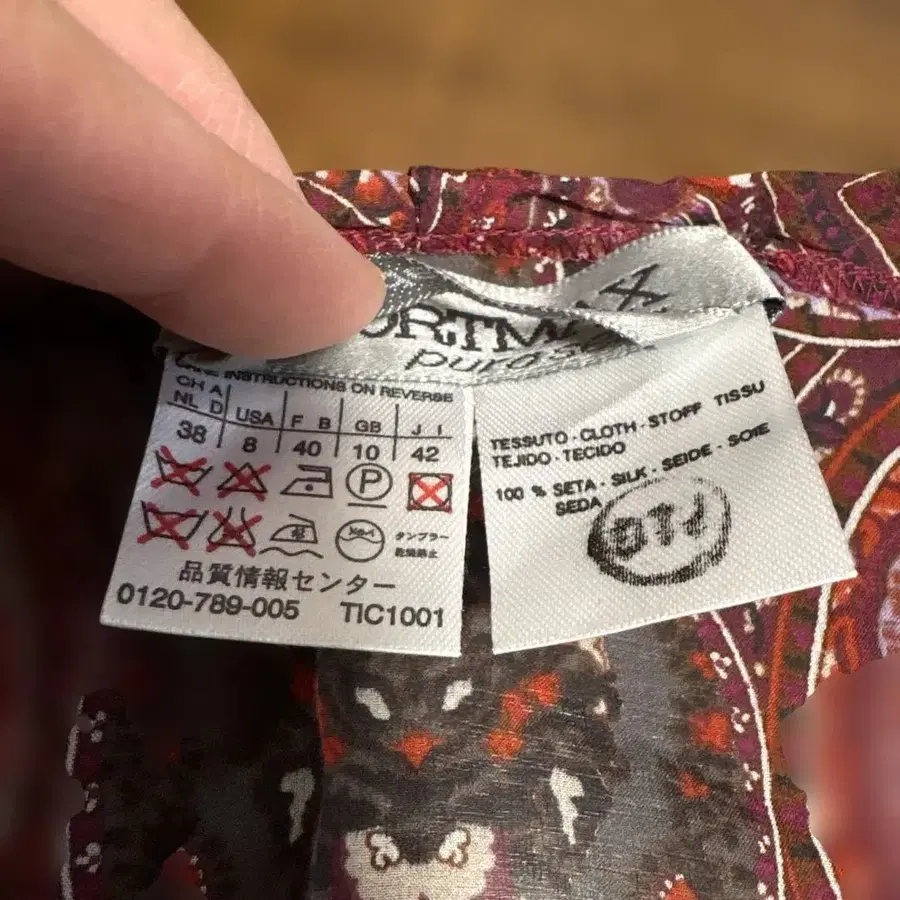 puros
CARE INSTRUCTIONS ON REVERSE
CH A
NL D USA F B GB J I
38 8 40 10 42
P
タンブラー
乾燥禁止
品質情報センター
0120-789-005 TIC1001
TESSUTO · CLOTH · STOFF TISSU
TEJIDO · TECIDO
100 % SETA · SILK · SEIDE · SOIE
SEDA